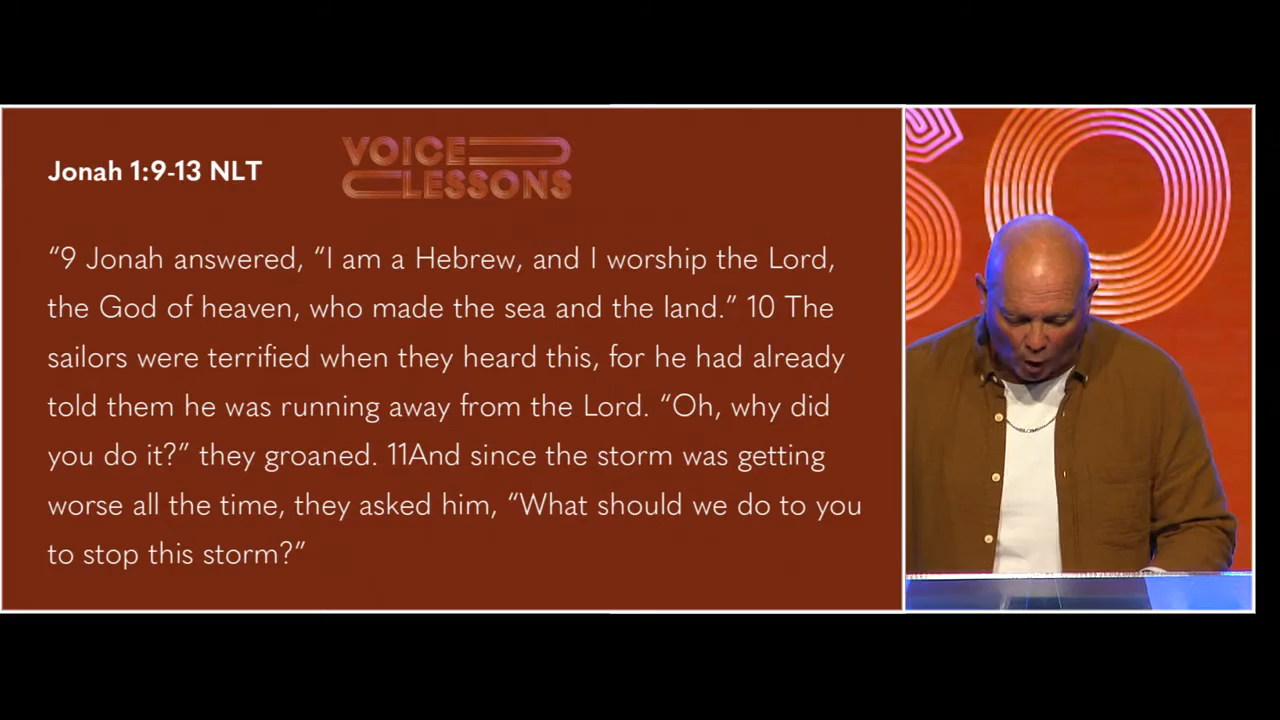 Jonah 1:9-13 NLT
VOICE
LESSONS
“9 Jonah answered, “I am a Hebrew, and I worship the Lord,
the God of heaven, who made the sea and the land.” 10 The
sailors were terrified when they heard this, for he had already
told them he was running away from the Lord. “Oh, why did
you do it?” they groaned. 11And since the storm was getting
worse all the time, they asked him, “What should we do to you
to stop this storm?”